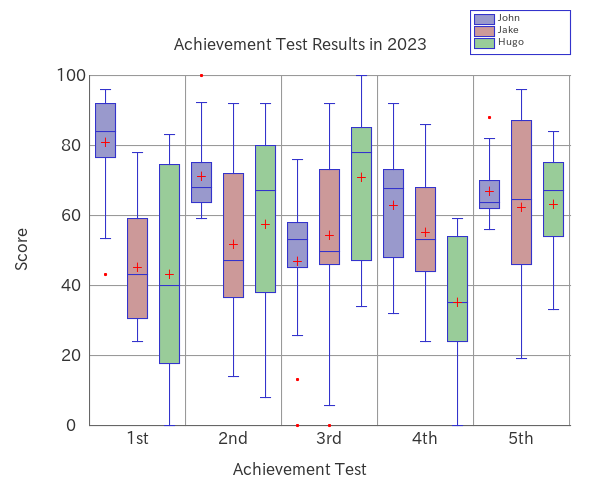 Achievement Test Results in 2023
John
Jake
Hugo
Score
100
80
60
40
20
0
1st 2nd 3rd 4th 5th
Achievement Test